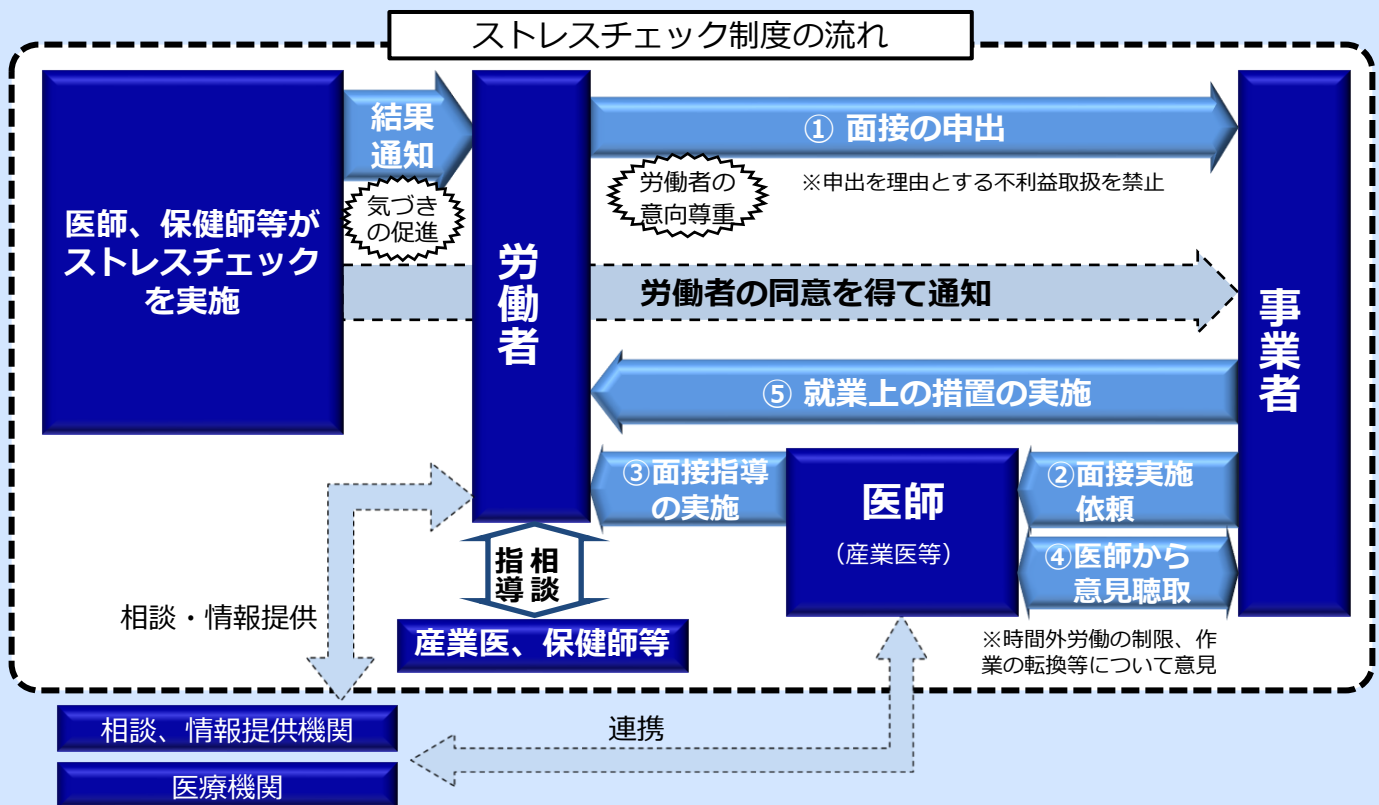 ストレスチェック制度の流れ
医師、保健師等が
ストレスチェック
を実施
結果
通知
気づき
の促進
労働者
① 面接の申出
労働者の
意向尊重
※申出を理由とする不利益取扱を禁止
労働者の同意を得て通知
事業者
⑤ 就業上の措置の実施
③面接指導
の実施
医師
（産業医等）
②面接実施
依頼
④医師から
意見聴取
※時間外労働の制限、作
業の転換等について意見
相談
指導
産業医、保健師等
相談・情報提供
相談、情報提供機関
医療機関
連携